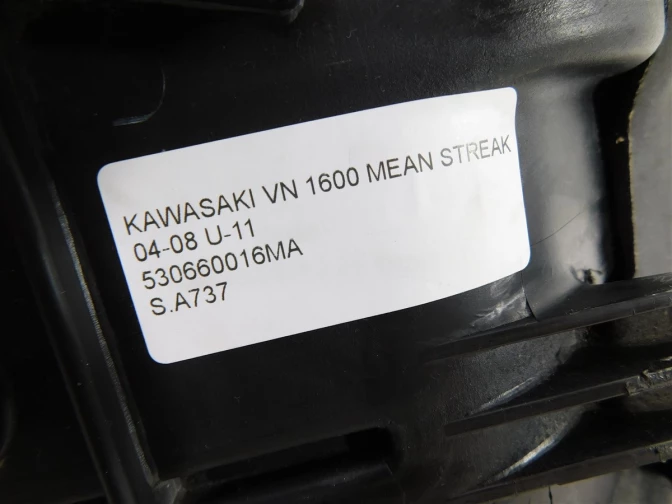 KAWASAKI VN 1600 MEAN STREAK
04-08 U-11
530660016MA
S.A737